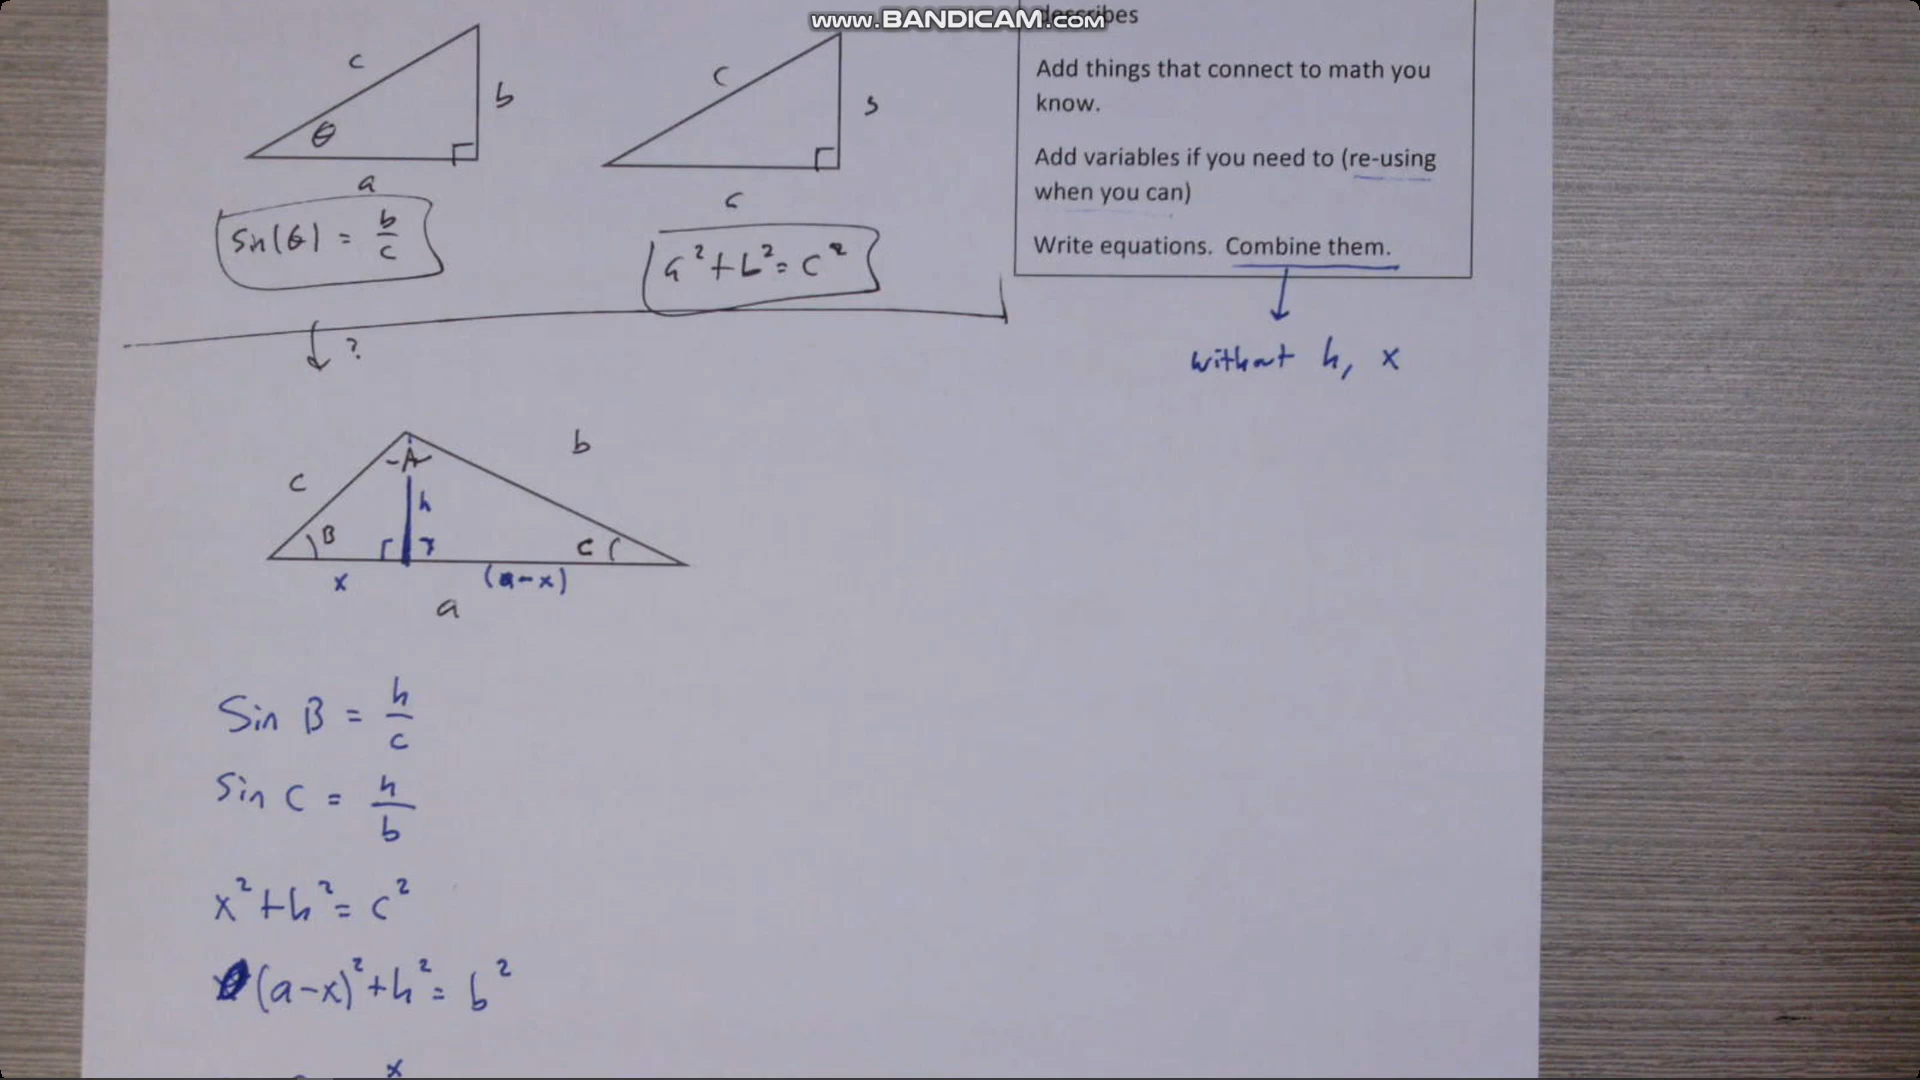 www.BANDICAM.com
describes
Add things that connect to math you
know.
Add variables if you need to (re-using
when you can)
Write equations. Combine them.
without h, x
c
b
θ
a
sin(θ) = b/c
c
s
c
a² + b² = c²
?
A
b
c
h
B
C
x
(a-x)
a
Sin B = h/c
Sin C = h/b
x² + h² = c²
(a-x)² + h² = b²
x